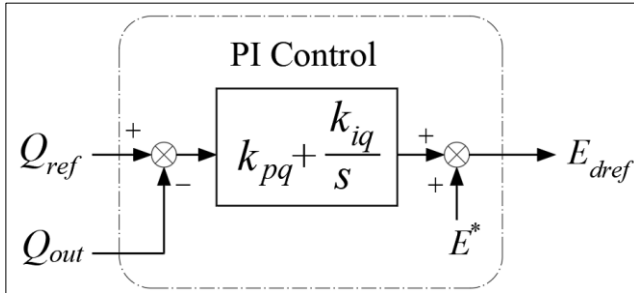 PI Control
Q_ref
+
−
k_pq + k_iq/s
+
+
E_dref
Q_out
E*